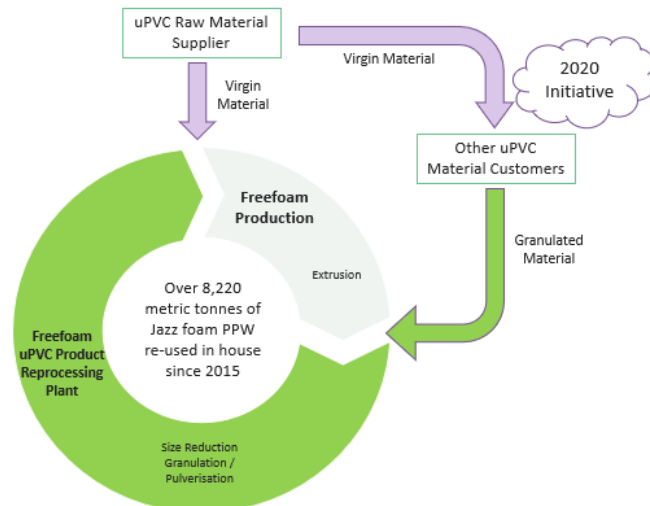 uPVC Raw Material
Supplier
Virgin Material
2020
Initiative
Virgin
Material
Other uPVC
Material Customers
Freefoam
Production
Granulated
Material
Extrusion
Over 8,220
metric tonnes of
Jazz foam PPW
re-used in house
since 2015
Freefoam
uPVC Product
Reprocessing
Plant
Size Reduction
Granulation /
Pulverisation